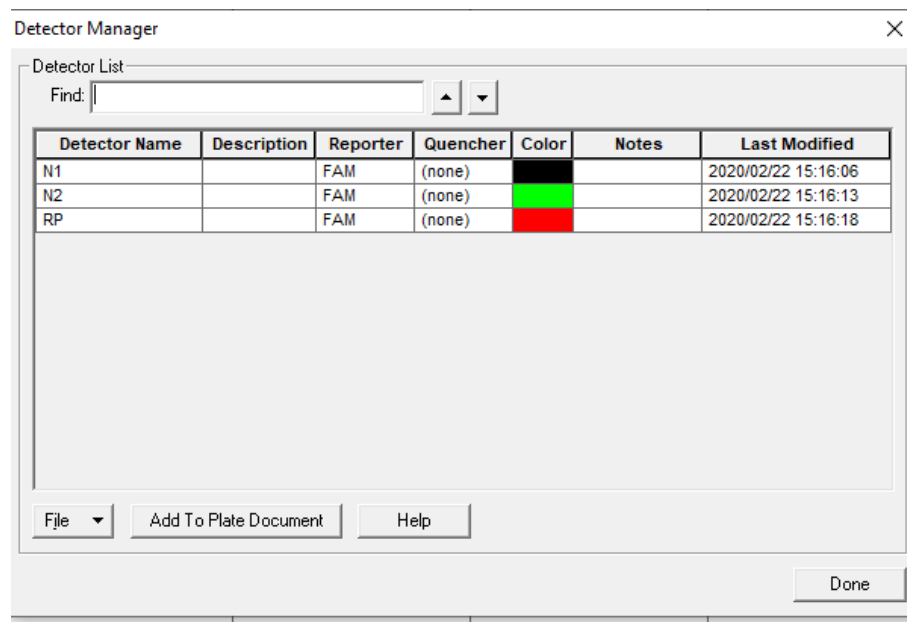 Detector Manager
Detector List
Find:
Detector Name Description Reporter Quencher Color Notes Last Modified
N1 FAM (none) 2020/02/22 15:16:06
N2 FAM (none) 2020/02/22 15:16:13
RP FAM (none) 2020/02/22 15:16:18
File Add To Plate Document Help
Done